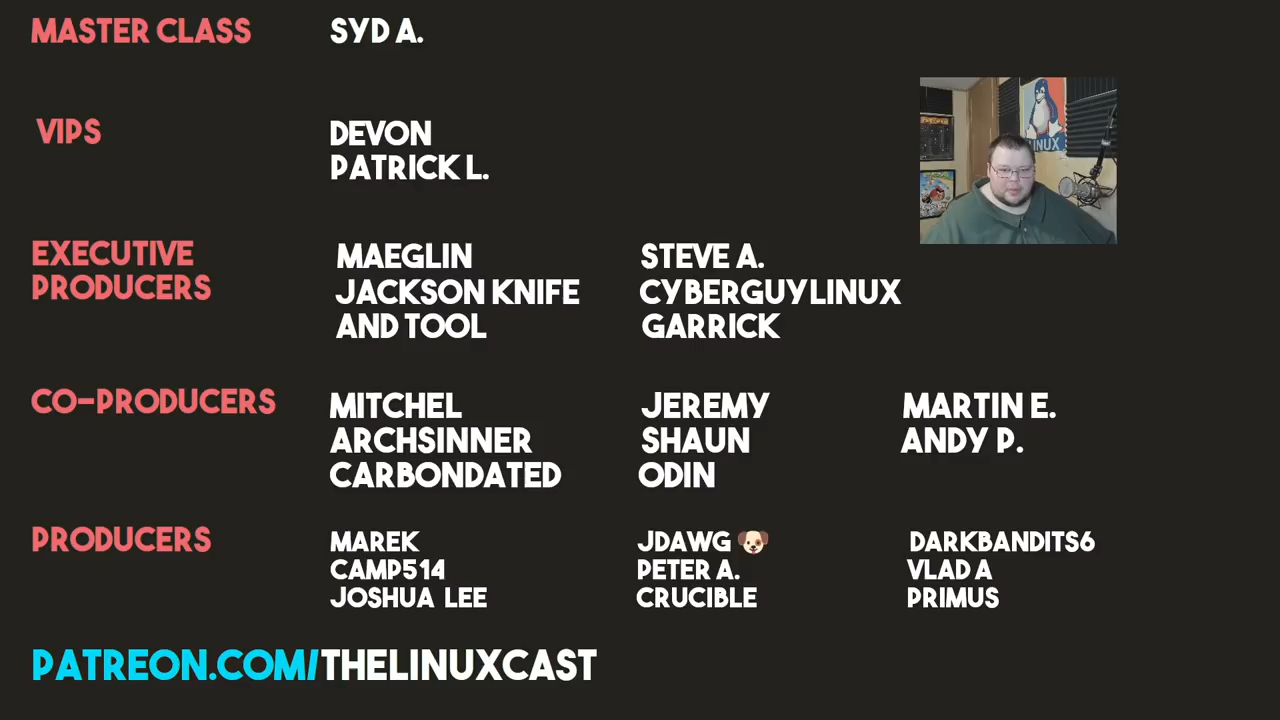 MASTER CLASS
SYD A.
VIPS
DEVON
PATRICK L.
EXECUTIVE
PRODUCERS
MAEGLIN
JACKSON KNIFE
AND TOOL
STEVE A.
CYBERGUYLINUX
GARRICK
CO-PRODUCERS
MITCHEL
ARCHSINNER
CARBONDATED
JEREMY
SHAUN
ODIN
MARTIN E.
ANDY P.
PRODUCERS
MAREK
CAMP514
JOSHUA LEE
JDAWG 🐶
PETER A.
CRUCIBLE
DARKBANDITS6
VLAD A
PRIMUS
PATREON.COM/THELINUXCAST
LINUX